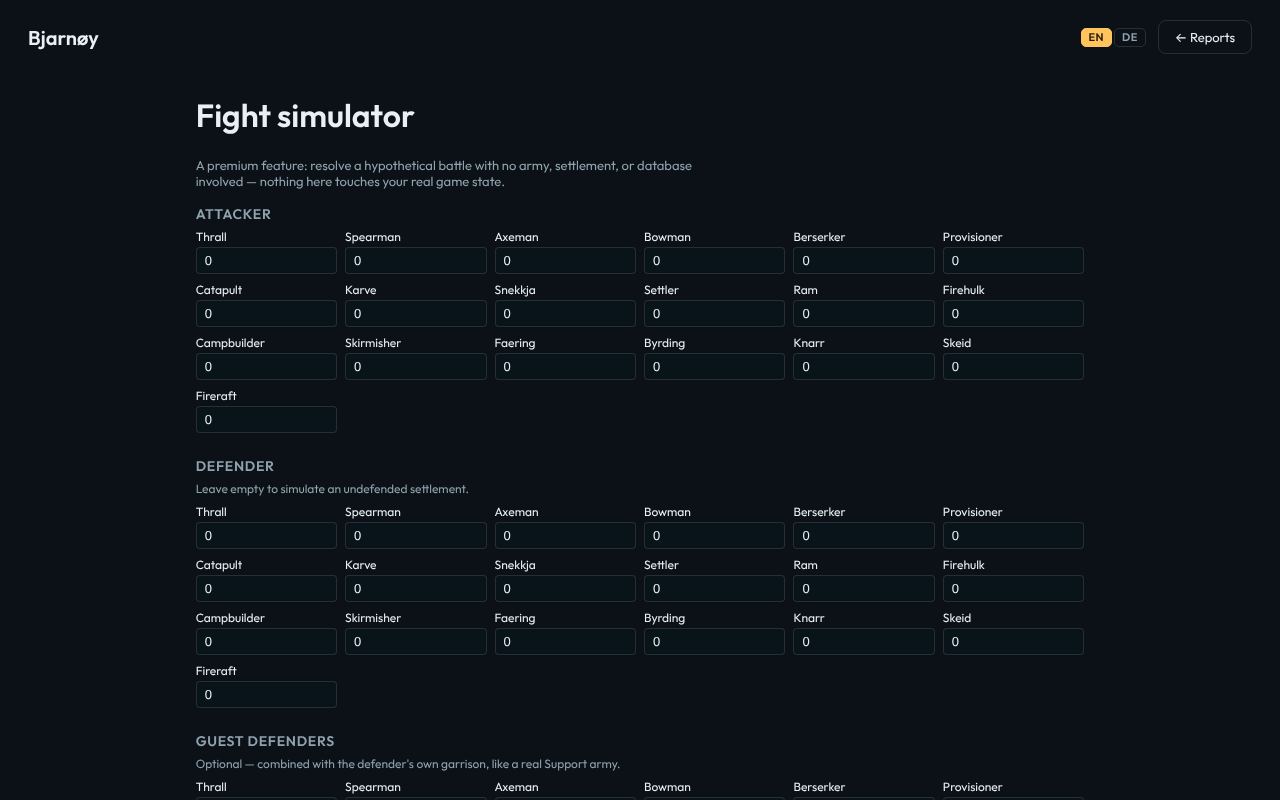 Bjarnøy
EN DE ← Reports
Fight simulator
A premium feature: resolve a hypothetical battle with no army, settlement, or database
involved — nothing here touches your real game state.
ATTACKER
Thrall Spearman Axeman Bowman Berserker Provisioner
0 0 0 0 0 0
Catapult Karve Snekkja Settler Ram Firehulk
0 0 0 0 0 0
Campbuilder Skirmisher Faering Byrding Knarr Skeid
0 0 0 0 0 0
Fireraft
0
DEFENDER
Leave empty to simulate an undefended settlement.
Thrall Spearman Axeman Bowman Berserker Provisioner
0 0 0 0 0 0
Catapult Karve Snekkja Settler Ram Firehulk
0 0 0 0 0 0
Campbuilder Skirmisher Faering Byrding Knarr Skeid
0 0 0 0 0 0
Fireraft
0
GUEST DEFENDERS
Optional — combined with the defender's own garrison, like a real Support army.
Thrall Spearman Axeman Bowman Berserker Provisioner